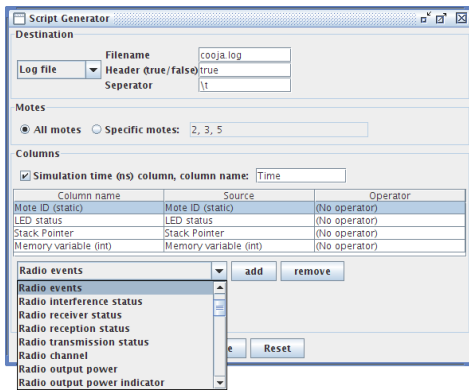 Script Generator
Destination
Log file
Filename cooja.log
Header (true/false) true
Seperator \t
Motes
All motes Specific motes: 2, 3, 5
Columns
Simulation time (ns) column, column name: Time
Column name Source Operator
Mote ID (static) Mote ID (static) (No operator)
LED status LED status (No operator)
Stack Pointer Stack Pointer (No operator)
Memory variable (int) Memory variable (int) (No operator)
Radio events add remove
Radio events
Radio interference status
Radio receiver status
Radio reception status
Radio transmission status
Radio channel
Radio output power
Radio output power indicator
Reset